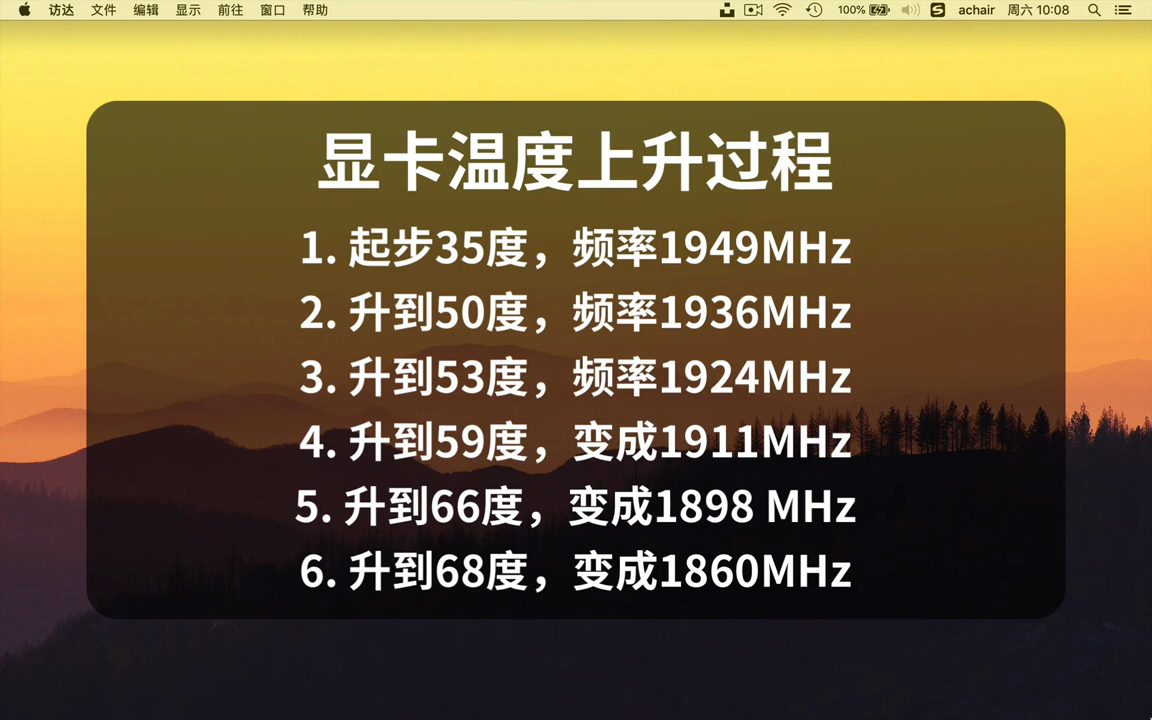 访达 文件 编辑 显示 前往 窗口 帮助 100% achair 周六 10:08
显卡温度上升过程
1. 起步35度，频率1949MHz
2. 升到50度，频率1936MHz
3. 升到53度，频率1924MHz
4. 升到59度，变成1911MHz
5. 升到66度，变成1898 MHz
6. 升到68度，变成1860MHz